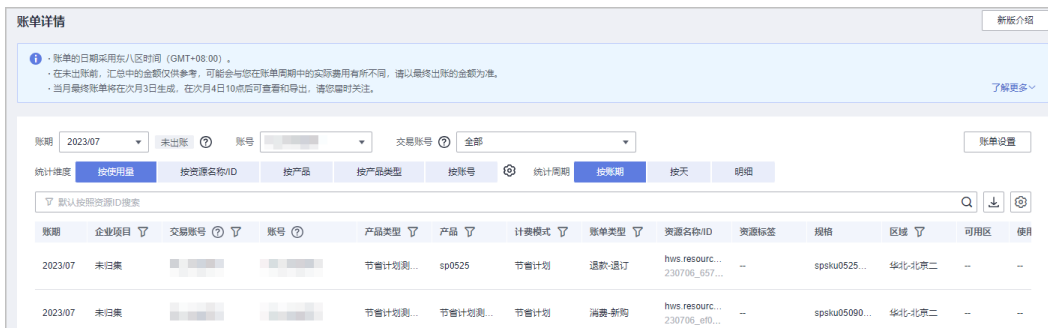 账单详情
新版介绍
· 账单的日期采用东八区时间（GMT+08:00）。
· 在未出账前，汇总中的金额仅供参考，可能会与您在账单周期中的实际费用有所不同，请以最终出账的金额为准。
· 当月最终账单将在次月3日生成，在次月4日10点后可查看和导出，请您届时关注。
了解更多
账期 2023/07 未出账 账号 交易账号 全部 账单设置
统计维度 按使用量 按资源名称/ID 按产品 按产品类型 按账号 统计周期 按账期 按天 明细
默认按照资源ID搜索
账期 企业项目 交易账号 账号 产品类型 产品 计费模式 账单类型 资源名称/ID 资源标签 规格 区域 可用区 使用
2023/07 未归集 节省计划测... sp0525 节省计划 退款-退订 hws.resourc... -- spsku0525... 华北-北京二 -- --
230706_657...
2023/07 未归集 节省计划测... 节省计划测... 节省计划 消费-新购 hws.resourc... -- spsku05090... 华北-北京二 -- --
230706_ef0...